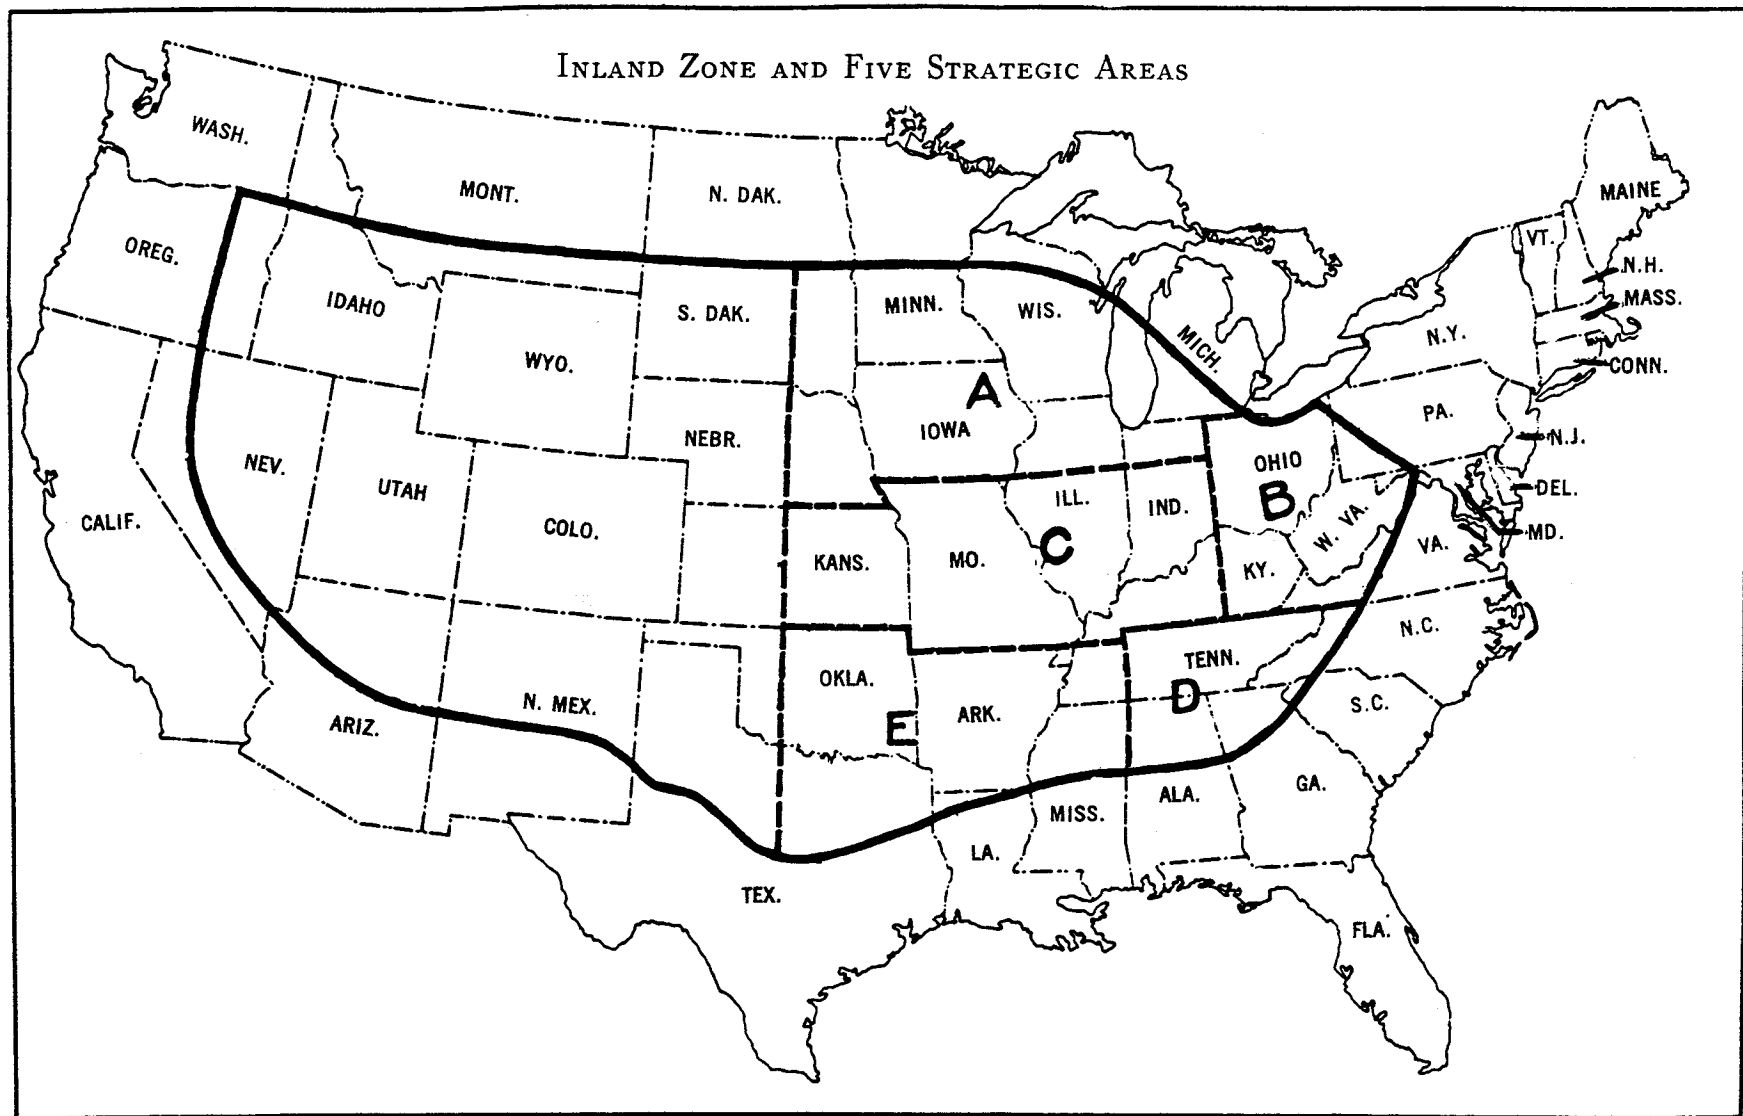 INLAND ZONE AND FIVE STRATEGIC AREAS
WASH.
MONT.
N. DAK.
MAINE
VT.
OREG.
N.H.
IDAHO
S. DAK.
MINN.
WIS.
MASS.
MICH.
N.Y.
WYO.
CONN.
A
IOWA
NEBR.
PA.
N.J.
NEV.
UTAH
OHIO
ILL.
B
DEL.
CALIF.
COLO.
IND.
W. VA.
MD.
KANS.
MO.
C
KY.
VA.
N.C.
OKLA.
TENN.
N. MEX.
D
S.C.
ARIZ.
E
ARK.
ALA.
GA.
MISS.
LA.
TEX.
FLA.